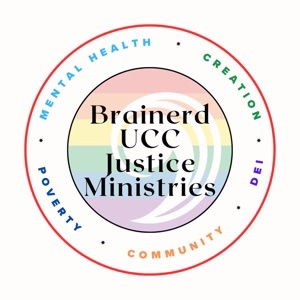 MENTAL HEALTH
CREATION
DEI
COMMUNITY
POVERTY
Brainerd
UCC
Justice
Ministries